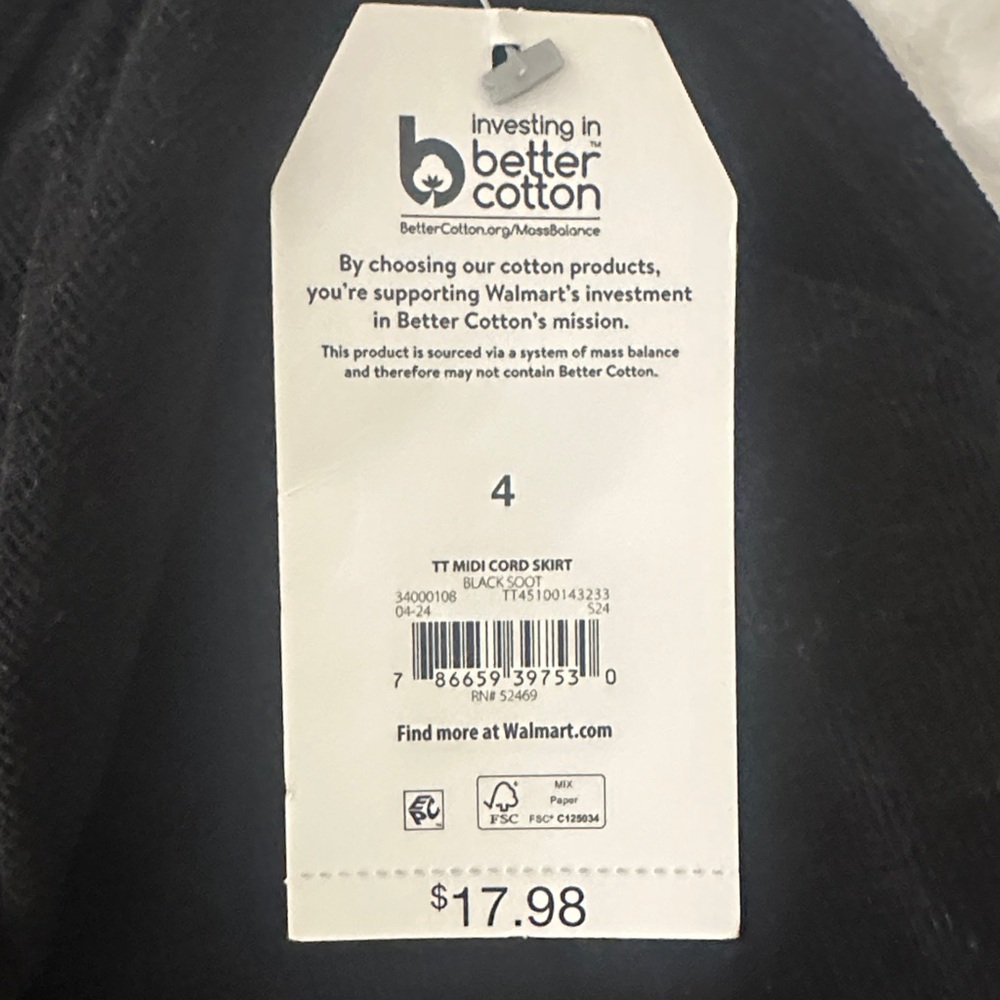 investing in
better™
cotton
BetterCotton.org/MassBalance
By choosing our cotton products,
you're supporting Walmart's investment
in Better Cotton's mission.
This product is sourced via a system of mass balance
and therefore may not contain Better Cotton.
4
TT MIDI CORD SKIRT
BLACK SOOT
34000108 TT45100143233
04-24 S24
7 86659 39753 0
RN# 52469
Find more at Walmart.com
EPC
MIX
Paper
FSC FSC® C125034
$17.98